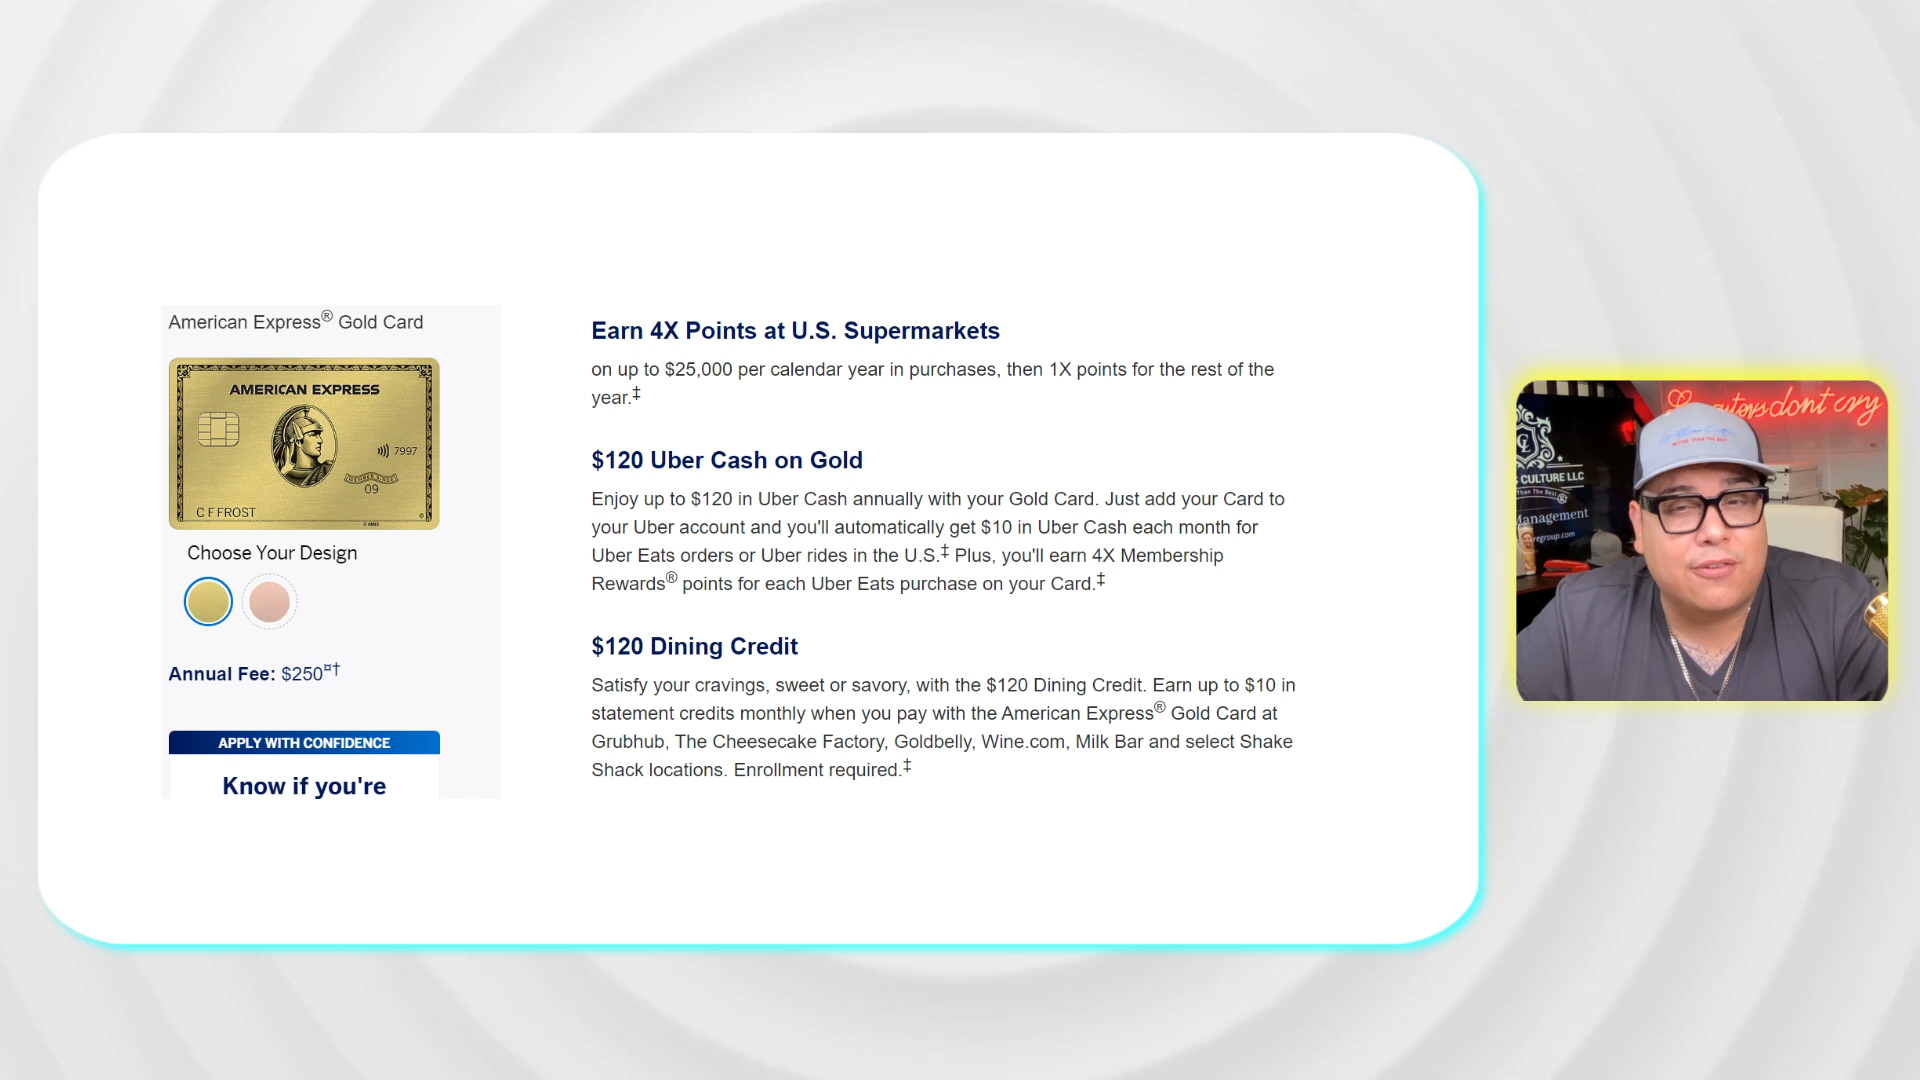 American Express® Gold Card
AMERICAN EXPRESS
7997
09
C F FROST
Choose Your Design
Annual Fee: $250¤†
APPLY WITH CONFIDENCE
Know if you're
Earn 4X Points at U.S. Supermarkets
on up to $25,000 per calendar year in purchases, then 1X points for the rest of the
year.‡
$120 Uber Cash on Gold
Enjoy up to $120 in Uber Cash annually with your Gold Card. Just add your Card to
your Uber account and you'll automatically get $10 in Uber Cash each month for
Uber Eats orders or Uber rides in the U.S.‡ Plus, you'll earn 4X Membership
Rewards® points for each Uber Eats purchase on your Card.‡
$120 Dining Credit
Satisfy your cravings, sweet or savory, with the $120 Dining Credit. Earn up to $10 in
statement credits monthly when you pay with the American Express® Gold Card at
Grubhub, The Cheesecake Factory, Goldbelly, Wine.com, Milk Bar and select Shake
Shack locations. Enrollment required.‡
dont cry
CULTURE LLC
Than The Best
Management
regroup.com